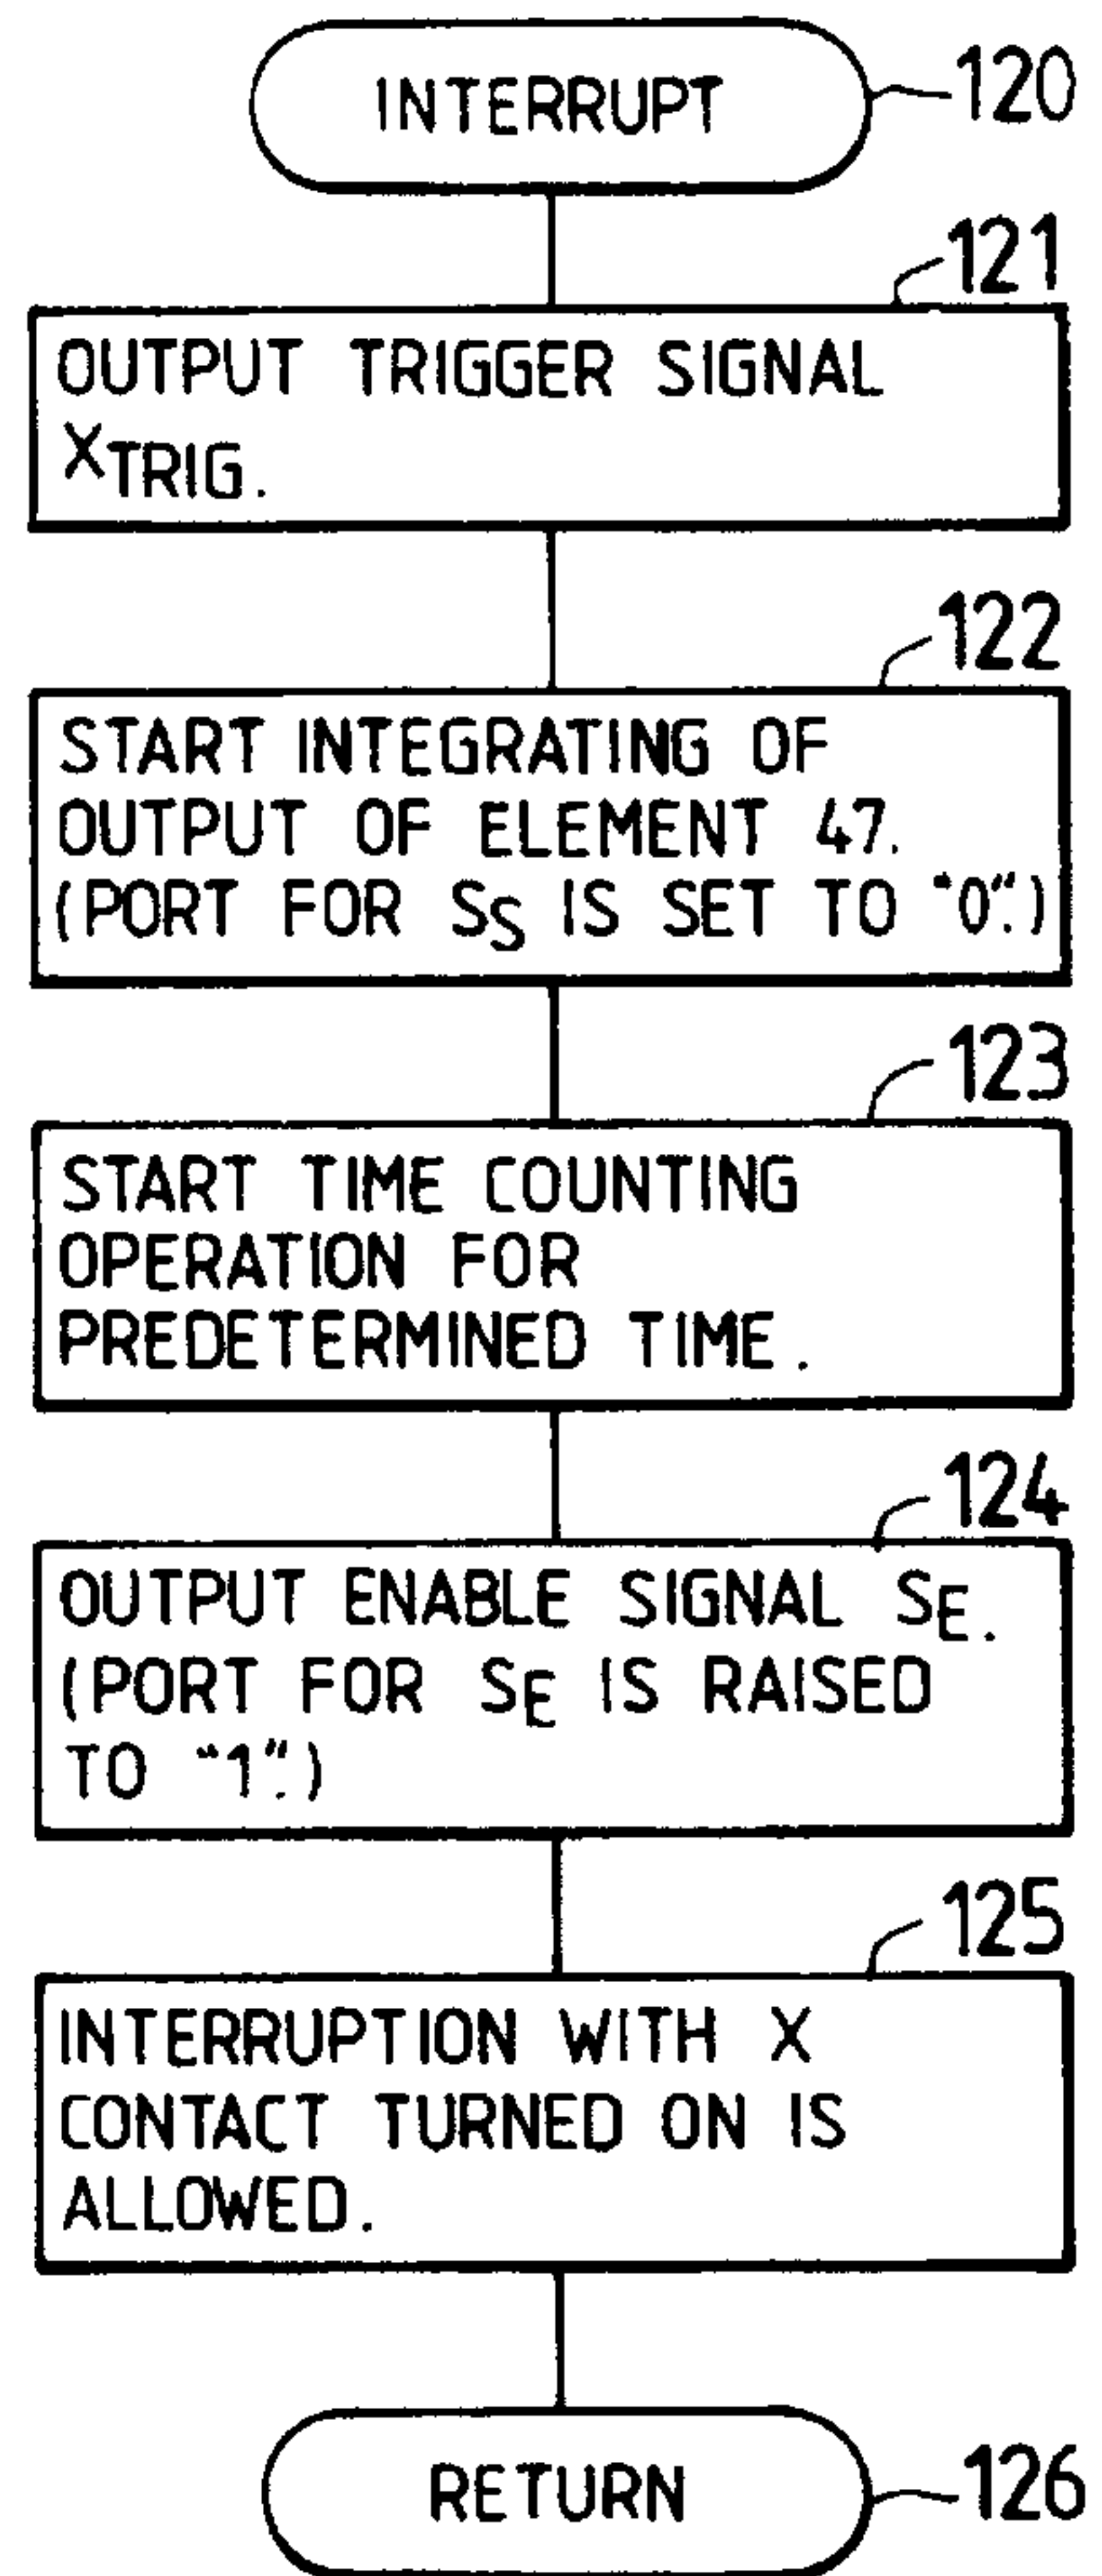 INTERRUPT
120
121
OUTPUT TRIGGER SIGNAL
XTRIG.
122
START INTEGRATING OF
OUTPUT OF ELEMENT 47.
(PORT FOR SS IS SET TO "0".)
123
START TIME COUNTING
OPERATION FOR
PREDETERMINED TIME.
124
OUTPUT ENABLE SIGNAL SE.
(PORT FOR SE IS RAISED
TO "1".)
125
INTERRUPTION WITH X
CONTACT TURNED ON IS
ALLOWED.
RETURN
126